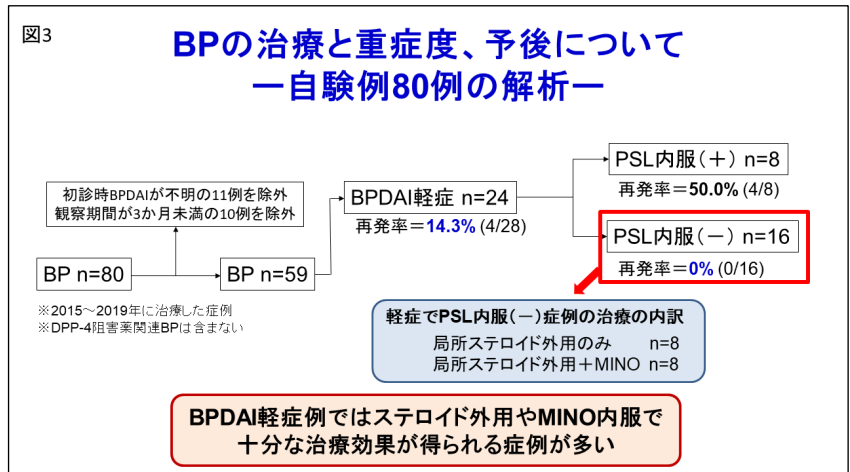 図3
BPの治療と重症度、予後について
ー自験例80例の解析ー
初診時BPDAIが不明の11例を除外
観察期間が3か月未満の10例を除外
BP n=80
BP n=59
※2015～2019年に治療した症例
※DPP-4阻害薬関連BPは含まない
BPDAI軽症 n=24
再発率＝14.3% (4/28)
PSL内服（＋） n=8
再発率＝50.0% (4/8)
PSL内服（－） n=16
再発率＝0% (0/16)
軽症でPSL内服（－）症例の治療の内訳
局所ステロイド外用のみ n=8
局所ステロイド外用＋MINO n=8
BPDAI軽症例ではステロイド外用やMINO内服で
十分な治療効果が得られる症例が多い